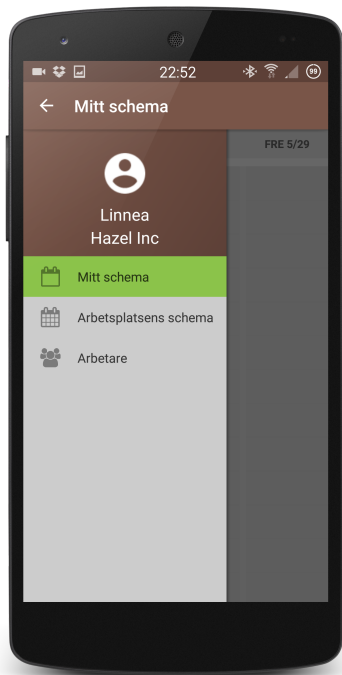 22:52
99
Mitt schema
FRE 5/29
Linnea
Hazel Inc
Mitt schema
Arbetsplatsens schema
Arbetare